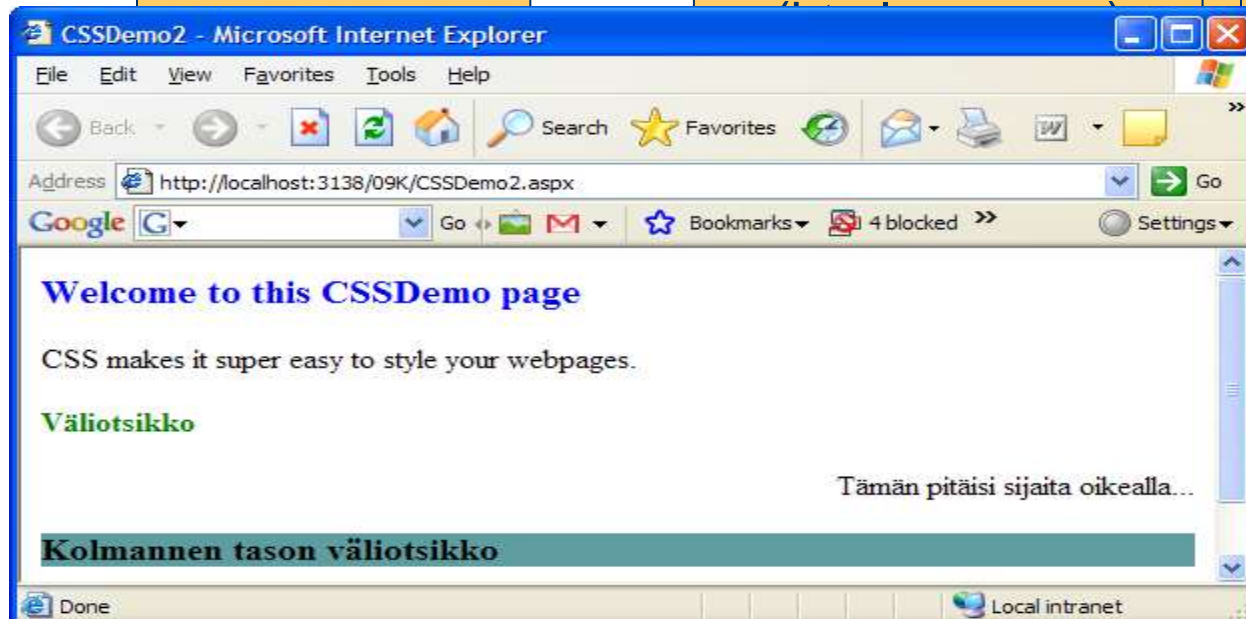 CSSDemo2 - Microsoft Internet Explorer
File Edit View Favorites Tools Help
Back Search Favorites »
Address http://localhost:3138/09K/CSSDemo2.aspx Go
Google G Go Bookmarks 4 blocked » Settings
Welcome to this CSSDemo page
CSS makes it super easy to style your webpages.
Väliotsikko
Tämän pitäisi sijaita oikealla...
Kolmannen tason väliotsikko
Done Local intranet